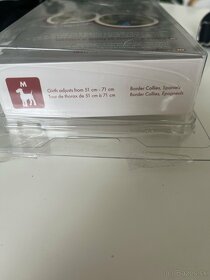 M
Girth adjusts from 51 cm - 71 cm
Tour de thorax de 51 cm à 71 cm
Border Collies, Spaniels
Border Collies, Épagneuls